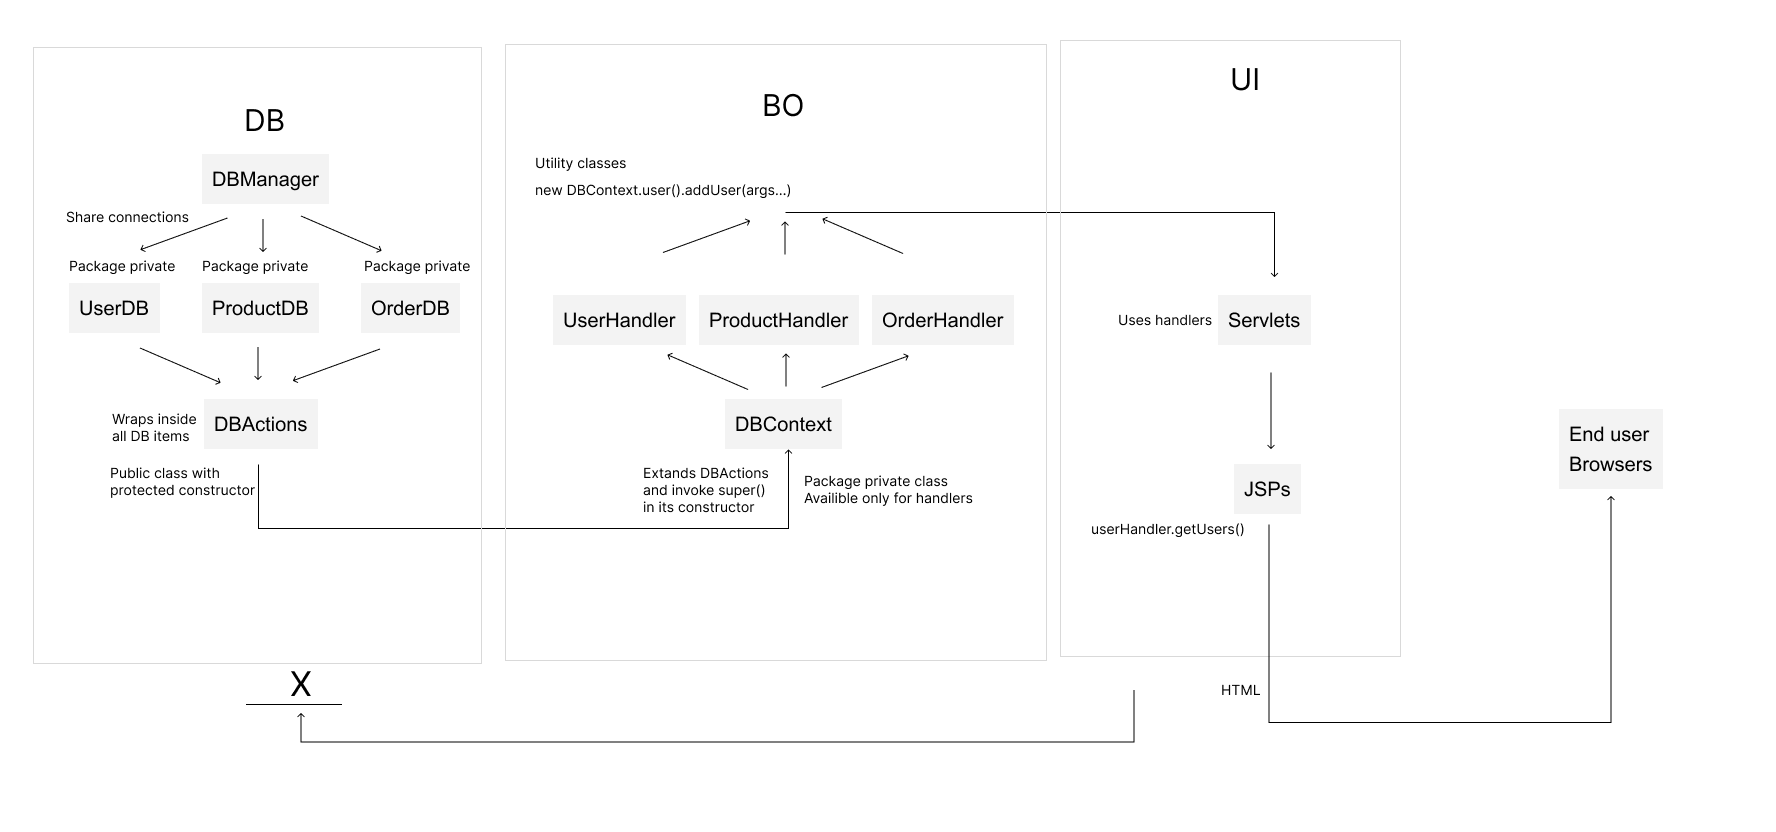 DB
DBManager
Share connections
Package private
Package private
Package private
UserDB
ProductDB
OrderDB
Wraps inside
all DB items
DBActions
Public class with
protected constructor
X
BO
Utility classes
new DBContext.user().addUser(args...)
UserHandler
ProductHandler
OrderHandler
DBContext
Extands DBActions
and invoke super()
in its constructor
Package private class
Availible only for handlers
UI
Uses handlers
Servlets
JSPs
userHandler.getUsers()
HTML
End user
Browsers